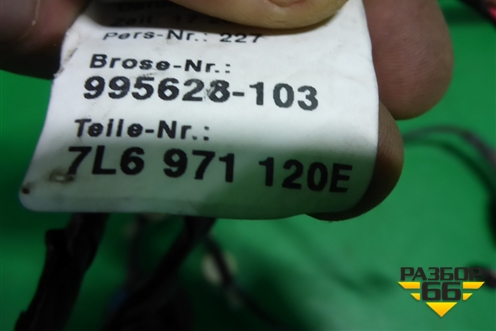 Pers-Nr.: 227
Brose-Nr.:
995628-103
Teile-Nr.:
7L6 971 120E
РАЗБОР
66